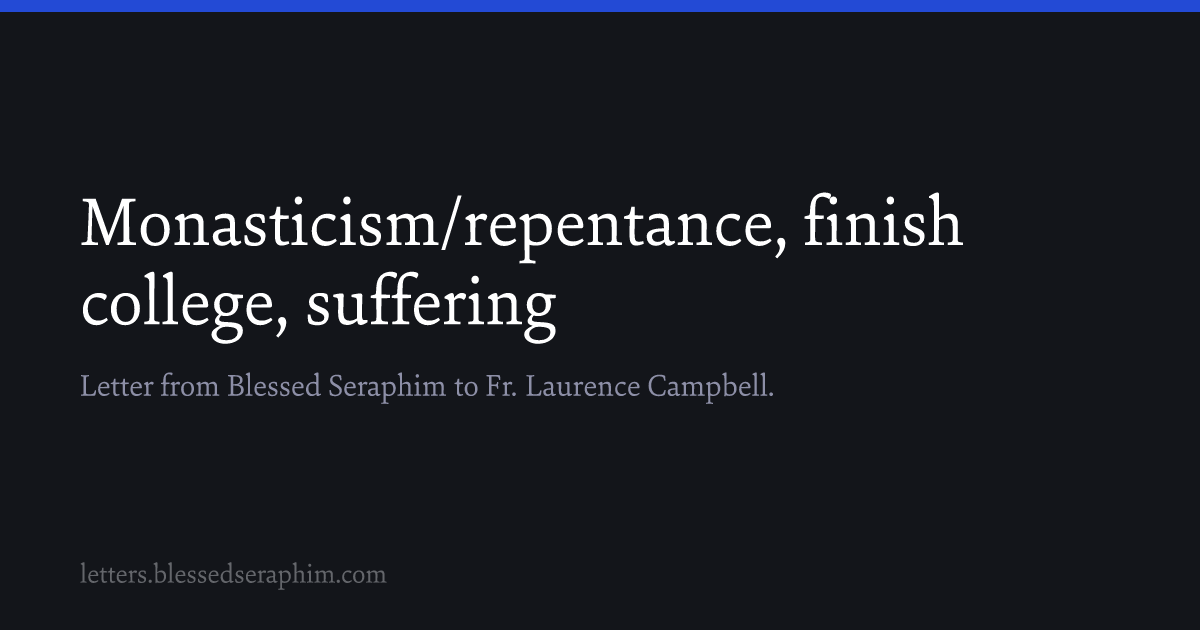 Monasticism/repentance, finish
college, suffering
Letter from Blessed Seraphim to Fr. Laurence Campbell.
letters.blessedseraphim.com